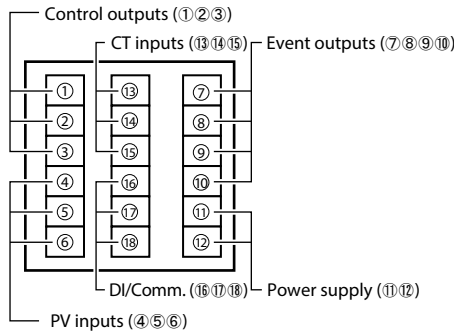 Control outputs (①②③)
CT inputs (⑬⑭⑮)
Event outputs (⑦⑧⑨⑩)
① ⑬ ⑦
② ⑭ ⑧
③ ⑮ ⑨
④ ⑯ ⑩
⑤ ⑰ ⑪
⑥ ⑱ ⑫
DI/Comm. (⑯⑰⑱)
Power supply (⑪⑫)
PV inputs (④⑤⑥)